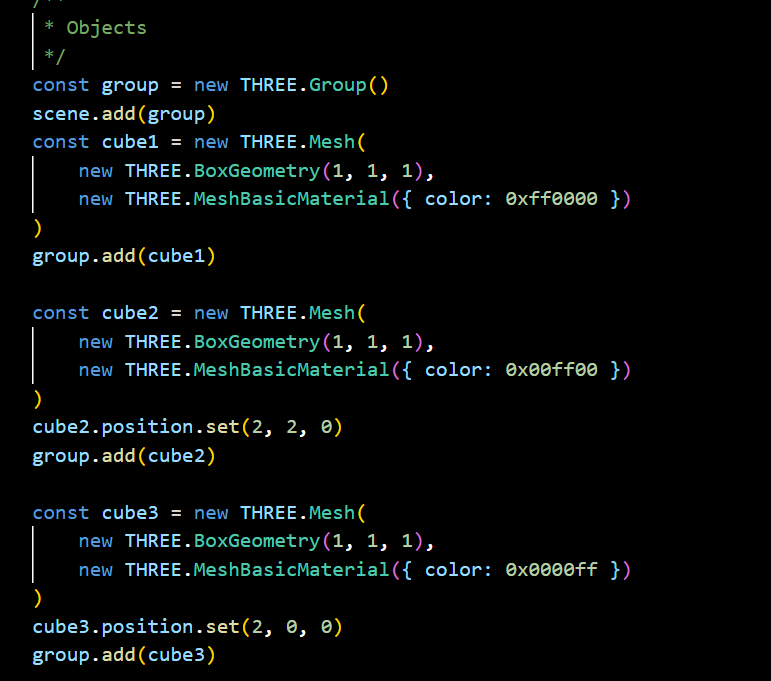 /**
 * Objects
 */
const group = new THREE.Group()
scene.add(group)
const cube1 = new THREE.Mesh(
    new THREE.BoxGeometry(1, 1, 1),
    new THREE.MeshBasicMaterial({ color: 0xff0000 })
)
group.add(cube1)

const cube2 = new THREE.Mesh(
    new THREE.BoxGeometry(1, 1, 1),
    new THREE.MeshBasicMaterial({ color: 0x00ff00 })
)
cube2.position.set(2, 2, 0)
group.add(cube2)

const cube3 = new THREE.Mesh(
    new THREE.BoxGeometry(1, 1, 1),
    new THREE.MeshBasicMaterial({ color: 0x0000ff })
)
cube3.position.set(2, 0, 0)
group.add(cube3)